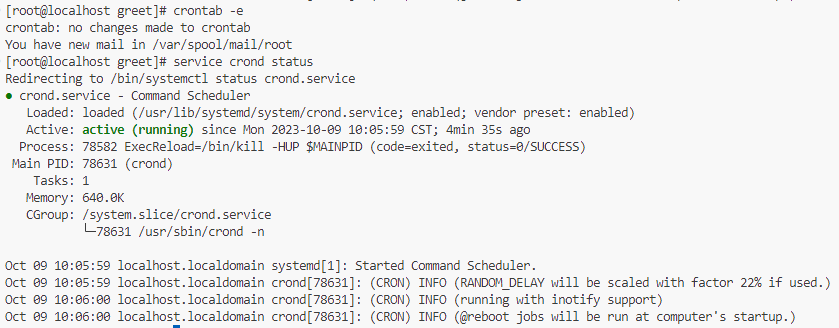 [root@localhost greet]# crontab -e
crontab: no changes made to crontab
You have new mail in /var/spool/mail/root
[root@localhost greet]# service crond status
Redirecting to /bin/systemctl status crond.service
● crond.service - Command Scheduler
   Loaded: loaded (/usr/lib/systemd/system/crond.service; enabled; vendor preset: enabled)
   Active: active (running) since Mon 2023-10-09 10:05:59 CST; 4min 35s ago
  Process: 78582 ExecReload=/bin/kill -HUP $MAINPID (code=exited, status=0/SUCCESS)
 Main PID: 78631 (crond)
    Tasks: 1
   Memory: 640.0K
   CGroup: /system.slice/crond.service
           └─78631 /usr/sbin/crond -n

Oct 09 10:05:59 localhost.localdomain systemd[1]: Started Command Scheduler.
Oct 09 10:05:59 localhost.localdomain crond[78631]: (CRON) INFO (RANDOM_DELAY will be scaled with factor 22% if used.)
Oct 09 10:06:00 localhost.localdomain crond[78631]: (CRON) INFO (running with inotify support)
Oct 09 10:06:00 localhost.localdomain crond[78631]: (CRON) INFO (@reboot jobs will be run at computer's startup.)